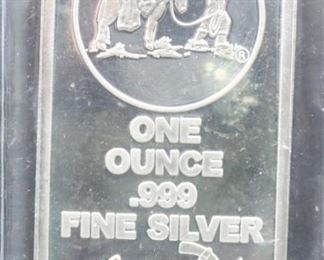 ®
ONE
OUNCE
.999
FINE SILVER